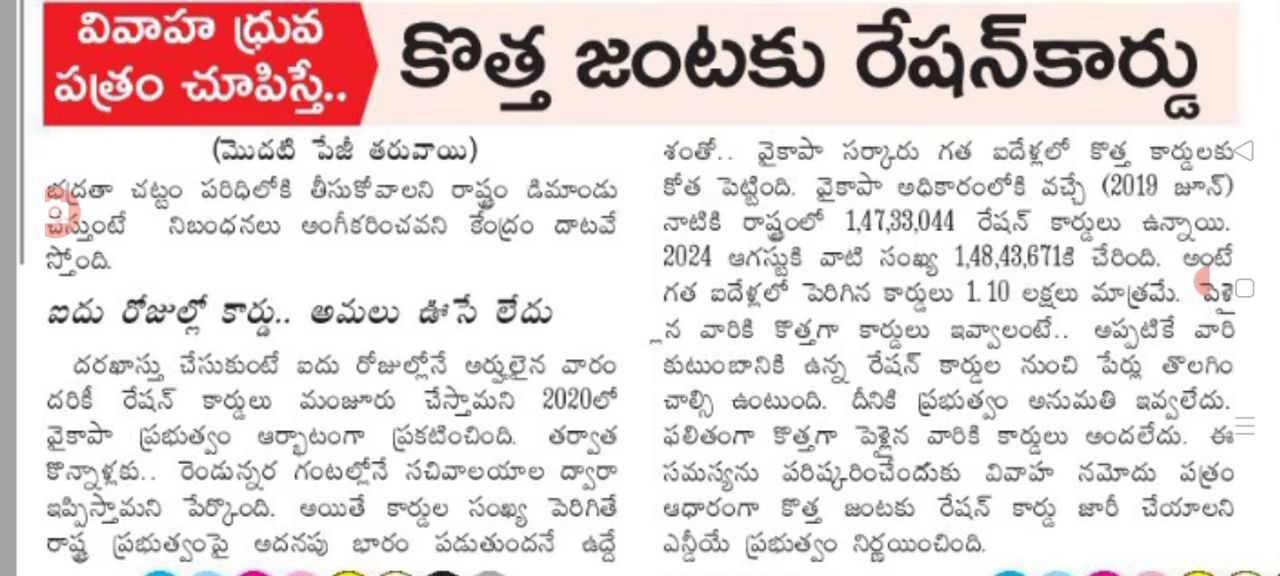 వివాహ ధ్రువ
పత్రం చూపిస్తే..
కొత్త జంటకు రేషన్‌కార్డు
(మొదటి పేజీ తరువాయి)
భద్రతా చట్టం పరిధిలోకి తీసుకోవాలని రాష్ట్రం డిమాండు
చేస్తుంటే నిబంధనలు అంగీకరించవని కేంద్రం దాటవే
స్తోంది.
ఐదు రోజుల్లో కార్డు.. అమలు ఊసే లేదు
దరఖాస్తు చేసుకుంటే ఐదు రోజుల్లోనే అర్హులైన వారం
దరికీ రేషన్ కార్డులు మంజూరు చేస్తామని 2020లో
వైకాపా ప్రభుత్వం ఆర్భాటంగా ప్రకటించింది. తర్వాత
కొన్నాళ్లకు.. రెండున్నర గంటల్లోనే సచివాలయాల ద్వారా
ఇప్పిస్తామని పేర్కొంది. అయితే కార్డుల సంఖ్య పెరిగితే
రాష్ట్ర ప్రభుత్వంపై అదనపు భారం పడుతుందనే ఉద్దే
శంతో.. వైకాపా సర్కారు గత ఐదేళ్లలో కొత్త కార్డులకు
కోత పెట్టింది. వైకాపా అధికారంలోకి వచ్చే (2019 జూన్)
నాటికి రాష్ట్రంలో 1,47,33,044 రేషన్ కార్డులు ఉన్నాయి.
2024 ఆగస్టుకి వాటి సంఖ్య 1,48,43,671కి చేరింది. అంటే
గత ఐదేళ్లలో పెరిగిన కార్డులు 1.10 లక్షలు మాత్రమే. పెళ్లై
న వారికి కొత్తగా కార్డులు ఇవ్వాలంటే.. అప్పటికే వారి
కుటుంబానికి ఉన్న రేషన్ కార్డుల నుంచి పేర్లు తొలగిం
చాల్సి ఉంటుంది. దీనికి ప్రభుత్వం అనుమతి ఇవ్వలేదు.
ఫలితంగా కొత్తగా పెళ్లైన వారికి కార్డులు అందలేదు. ఈ
సమస్యను పరిష్కరించేందుకు వివాహ నమోదు పత్రం
ఆధారంగా కొత్త జంటకు రేషన్ కార్డు జారీ చేయాలని
ఎన్డీయే ప్రభుత్వం నిర్ణయించింది.